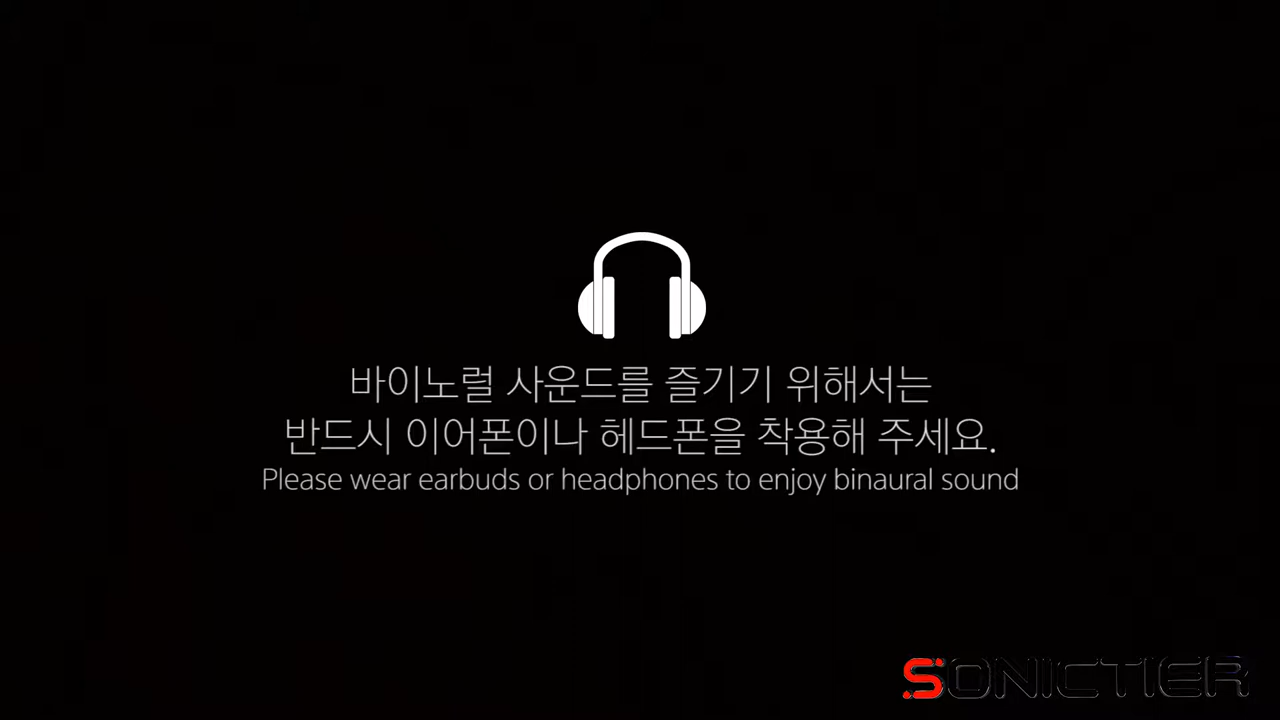 바이노럴 사운드를 즐기기 위해서는
반드시 이어폰이나 헤드폰을 착용해 주세요.
Please wear earbuds or headphones to enjoy binaural sound
SONICTIER